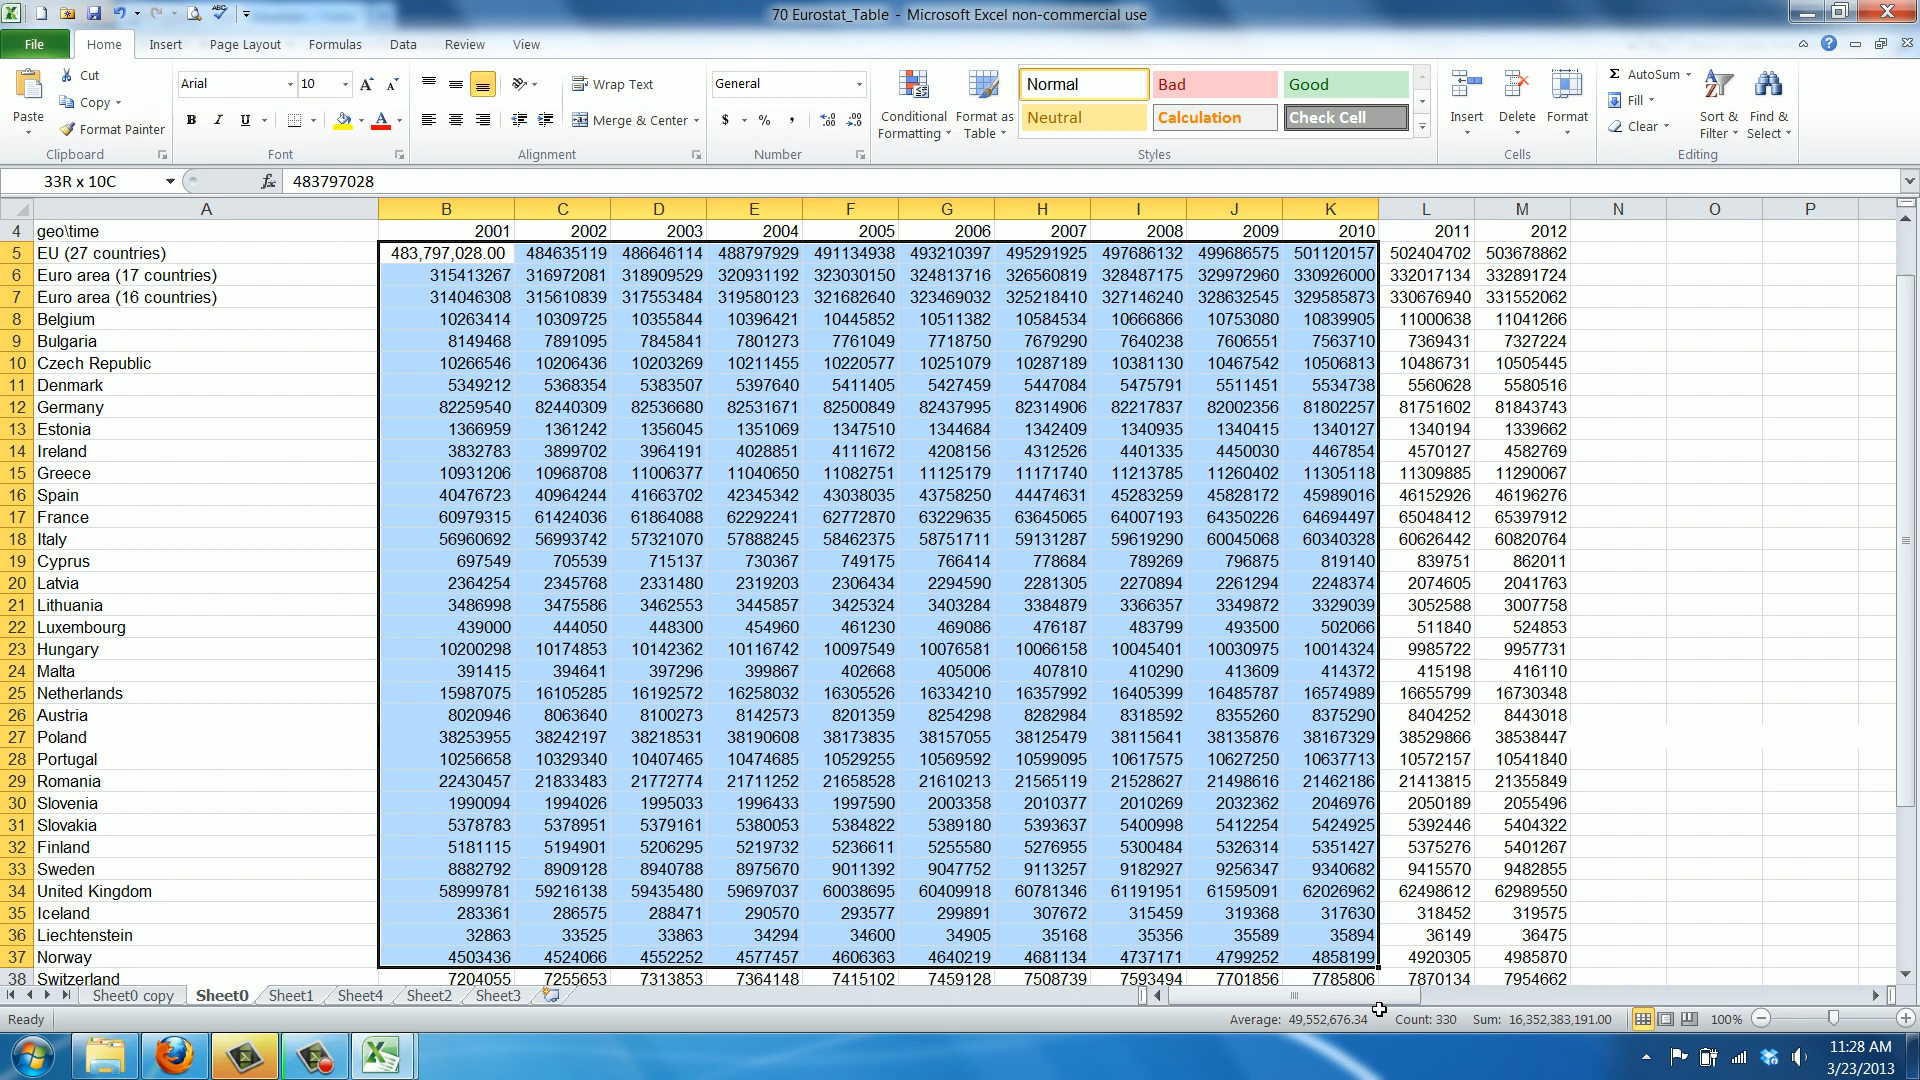 70 Eurostat_Table - Microsoft Excel non-commercial use
File Home Insert Page Layout Formulas Data Review View
Paste Cut Copy Format Painter Clipboard
Arial 10 B I U Font
Wrap Text Merge & Center Alignment
General $ % , Number
Conditional Formatting Format as Table
Normal Bad Good
Neutral Calculation Check Cell
Styles
Insert Delete Format Cells
Σ AutoSum Fill Clear Sort & Filter Find & Select Editing
33R x 10C fx 483797028
A B C D E F G H I J K L M N O P
4 geo\time 2001 2002 2003 2004 2005 2006 2007 2008 2009 2010 2011 2012
5 EU (27 countries) 483,797,028.00 484635119 486646114 488797929 491134938 493210397 495291925 497686132 499686575 501120157 502404702 503678862
6 Euro area (17 countries) 315413267 316972081 318909529 320931192 323030150 324813716 326560819 328487175 329972960 330926000 332017134 332891724
7 Euro area (16 countries) 314046308 315610839 317553484 319580123 321682640 323469032 325218410 327146240 328632545 329585873 330676940 331552062
8 Belgium 10263414 10309725 10355844 10396421 10445852 10511382 10584534 10666866 10753080 10839905 11000638 11041266
9 Bulgaria 8149468 7891095 7845841 7801273 7761049 7718750 7679290 7640238 7606551 7563710 7369431 7327224
10 Czech Republic 10266546 10206436 10203269 10211455 10220577 10251079 10287189 10381130 10467542 10506813 10486731 10505445
11 Denmark 5349212 5368354 5383507 5397640 5411405 5427459 5447084 5475791 5511451 5534738 5560628 5580516
12 Germany 82259540 82440309 82536680 82531671 82500849 82437995 82314906 82217837 82002356 81802257 81751602 81843743
13 Estonia 1366959 1361242 1356045 1351069 1347510 1344684 1342409 1340935 1340415 1340127 1340194 1339662
14 Ireland 3832783 3899702 3964191 4028851 4111672 4208156 4312526 4401335 4450030 4467854 4570127 4582769
15 Greece 10931206 10968708 11006377 11040650 11082751 11125179 11171740 11213785 11260402 11305118 11309885 11290067
16 Spain 40476723 40964244 41663702 42345342 43038035 43758250 44474631 45283259 45828172 45989016 46152926 46196276
17 France 60979315 61424036 61864088 62292241 62772870 63229635 63645065 64007193 64350226 64694497 65048412 65397912
18 Italy 56960692 56993742 57321070 57888245 58462375 58751711 59131287 59619290 60045068 60340328 60626442 60820764
19 Cyprus 697549 705539 715137 730367 749175 766414 778684 789269 796875 819140 839751 862011
20 Latvia 2364254 2345768 2331480 2319203 2306434 2294590 2281305 2270894 2261294 2248374 2074605 2041763
21 Lithuania 3486998 3475586 3462553 3445857 3425324 3403284 3384879 3366357 3349872 3329039 3052588 3007758
22 Luxembourg 439000 444050 448300 454960 461230 469086 476187 483799 493500 502066 511840 524853
23 Hungary 10200298 10174853 10142362 10116742 10097549 10076581 10066158 10045401 10030975 10014324 9985722 9957731
24 Malta 391415 394641 397296 399867 402668 405006 407810 410290 413609 414372 415198 416110
25 Netherlands 15987075 16105285 16192572 16258032 16305526 16334210 16357992 16405399 16485787 16574989 16655799 16730348
26 Austria 8020946 8063640 8100273 8142573 8201359 8254298 8282984 8318592 8355260 8375290 8404252 8443018
27 Poland 38253955 38242197 38218531 38190608 38173835 38157055 38125479 38115641 38135876 38167329 38529866 38538447
28 Portugal 10256658 10329340 10407465 10474685 10529255 10569592 10599095 10617575 10627250 10637713 10572157 10541840
29 Romania 22430457 21833483 21772774 21711252 21658528 21610213 21565119 21528627 21498616 21462186 21413815 21355849
30 Slovenia 1990094 1994026 1995033 1996433 1997590 2003358 2010377 2010269 2032362 2046976 2050189 2055496
31 Slovakia 5378783 5378951 5379161 5380053 5384822 5389180 5393637 5400998 5412254 5424925 5392446 5404322
32 Finland 5181115 5194901 5206295 5219732 5236611 5255580 5276955 5300484 5326314 5351427 5375276 5401267
33 Sweden 8882792 8909128 8940788 8975670 9011392 9047752 9113257 9182927 9256347 9340682 9415570 9482855
34 United Kingdom 58999781 59216138 59435480 59697037 60038695 60409918 60781346 61191951 61595091 62026962 62498612 62989550
35 Iceland 283361 286575 288471 290570 293577 299891 307672 315459 319368 317630 318452 319575
36 Liechtenstein 32863 33525 33863 34294 34600 34905 35168 35356 35589 35894 36149 36475
37 Norway 4503436 4524066 4552252 4577457 4606363 4640219 4681134 4737171 4799252 4858199 4920305 4985870
38 Switzerland 7204055 7255653 7313853 7364148 7415102 7459128 7508739 7593494 7701856 7785806 7870134 7954662
Sheet0 copy Sheet0 Sheet1 Sheet4 Sheet2 Sheet3
Ready Average: 49,552,676.34 Count: 330 Sum: 16,352,383,191.00 100%
11:28 AM
3/23/2013